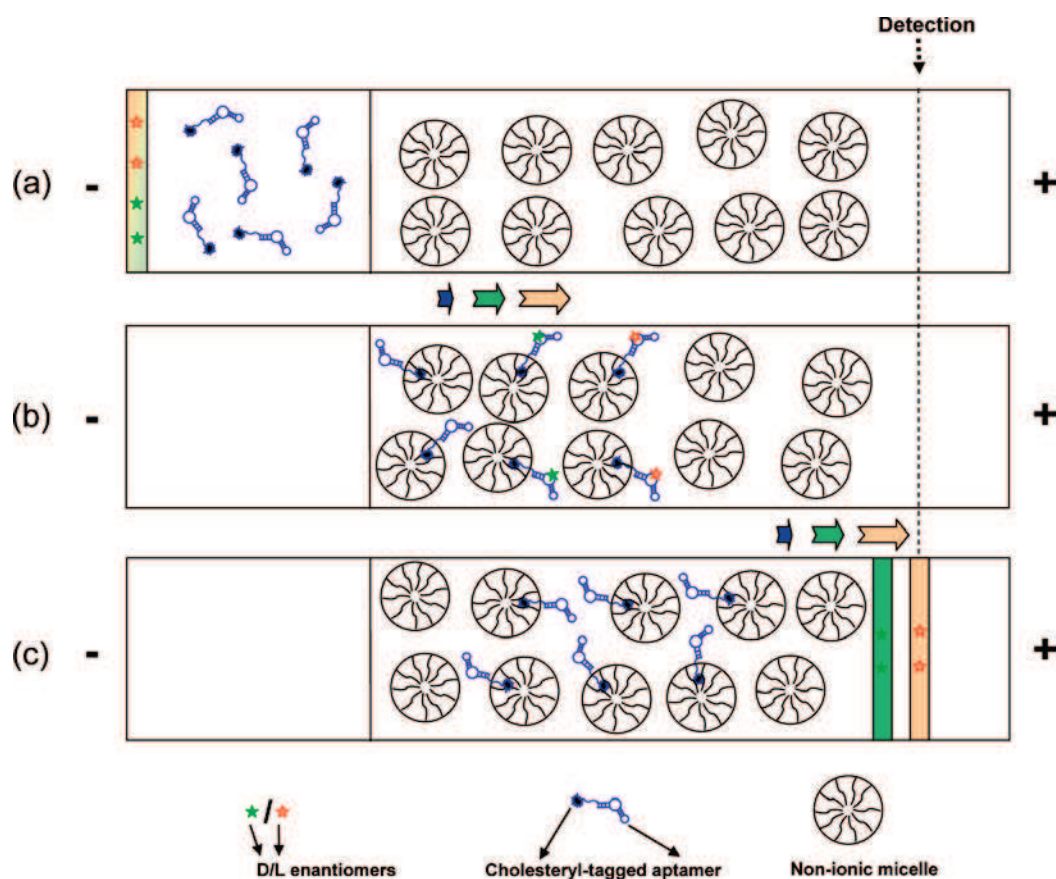 Detection
(a) - +
(b) - +
(c) - +
/
D/L enantiomers
Cholesteryl-tagged aptamer
Non-ionic micelle